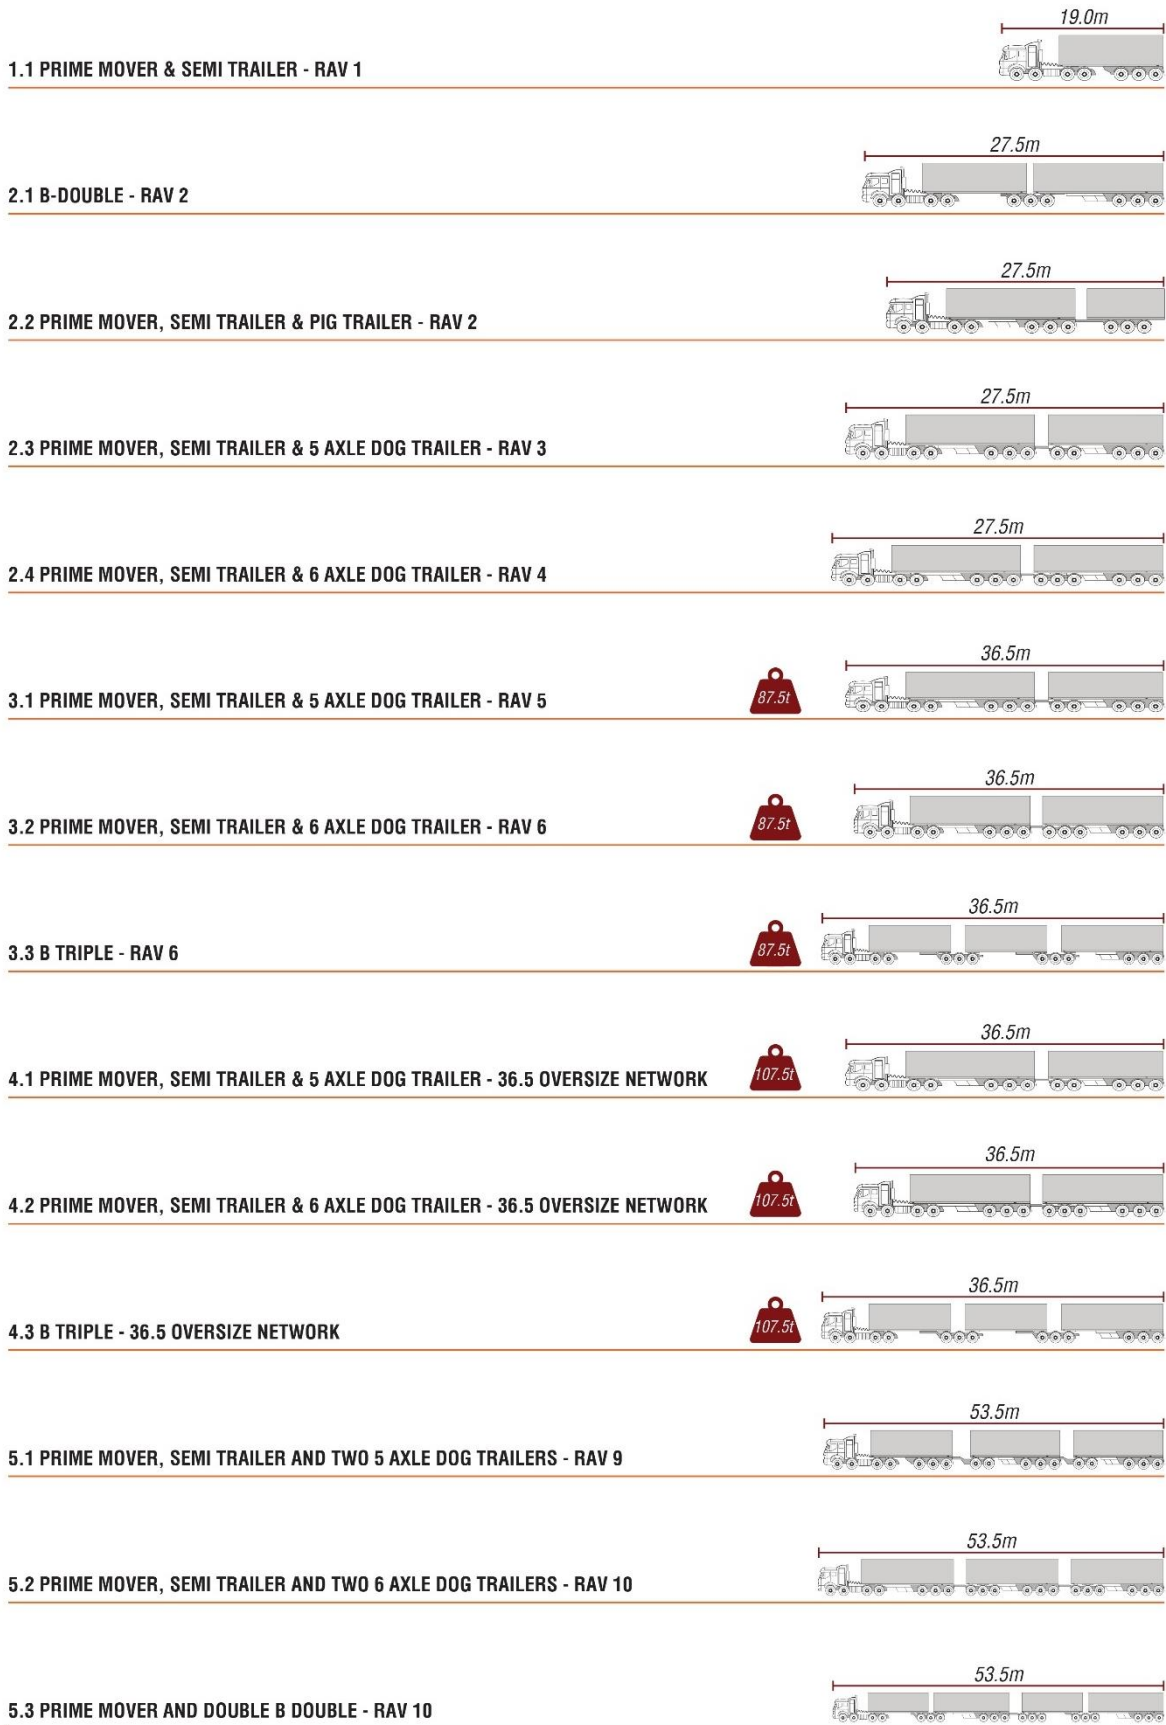 19.0m
1.1 PRIME MOVER & SEMI TRAILER - RAV 1
27.5m
2.1 B-DOUBLE - RAV 2
27.5m
2.2 PRIME MOVER, SEMI TRAILER & PIG TRAILER - RAV 2
27.5m
2.3 PRIME MOVER, SEMI TRAILER & 5 AXLE DOG TRAILER - RAV 3
27.5m
2.4 PRIME MOVER, SEMI TRAILER & 6 AXLE DOG TRAILER - RAV 4
36.5m
3.1 PRIME MOVER, SEMI TRAILER & 5 AXLE DOG TRAILER - RAV 5 87.5t
36.5m
3.2 PRIME MOVER, SEMI TRAILER & 6 AXLE DOG TRAILER - RAV 6 87.5t
36.5m
3.3 B TRIPLE - RAV 6 87.5t
36.5m
4.1 PRIME MOVER, SEMI TRAILER & 5 AXLE DOG TRAILER - 36.5 OVERSIZE NETWORK 107.5t
36.5m
4.2 PRIME MOVER, SEMI TRAILER & 6 AXLE DOG TRAILER - 36.5 OVERSIZE NETWORK 107.5t
36.5m
4.3 B TRIPLE - 36.5 OVERSIZE NETWORK 107.5t
53.5m
5.1 PRIME MOVER, SEMI TRAILER AND TWO 5 AXLE DOG TRAILERS - RAV 9
53.5m
5.2 PRIME MOVER, SEMI TRAILER AND TWO 6 AXLE DOG TRAILERS - RAV 10
53.5m
5.3 PRIME MOVER AND DOUBLE B DOUBLE - RAV 10